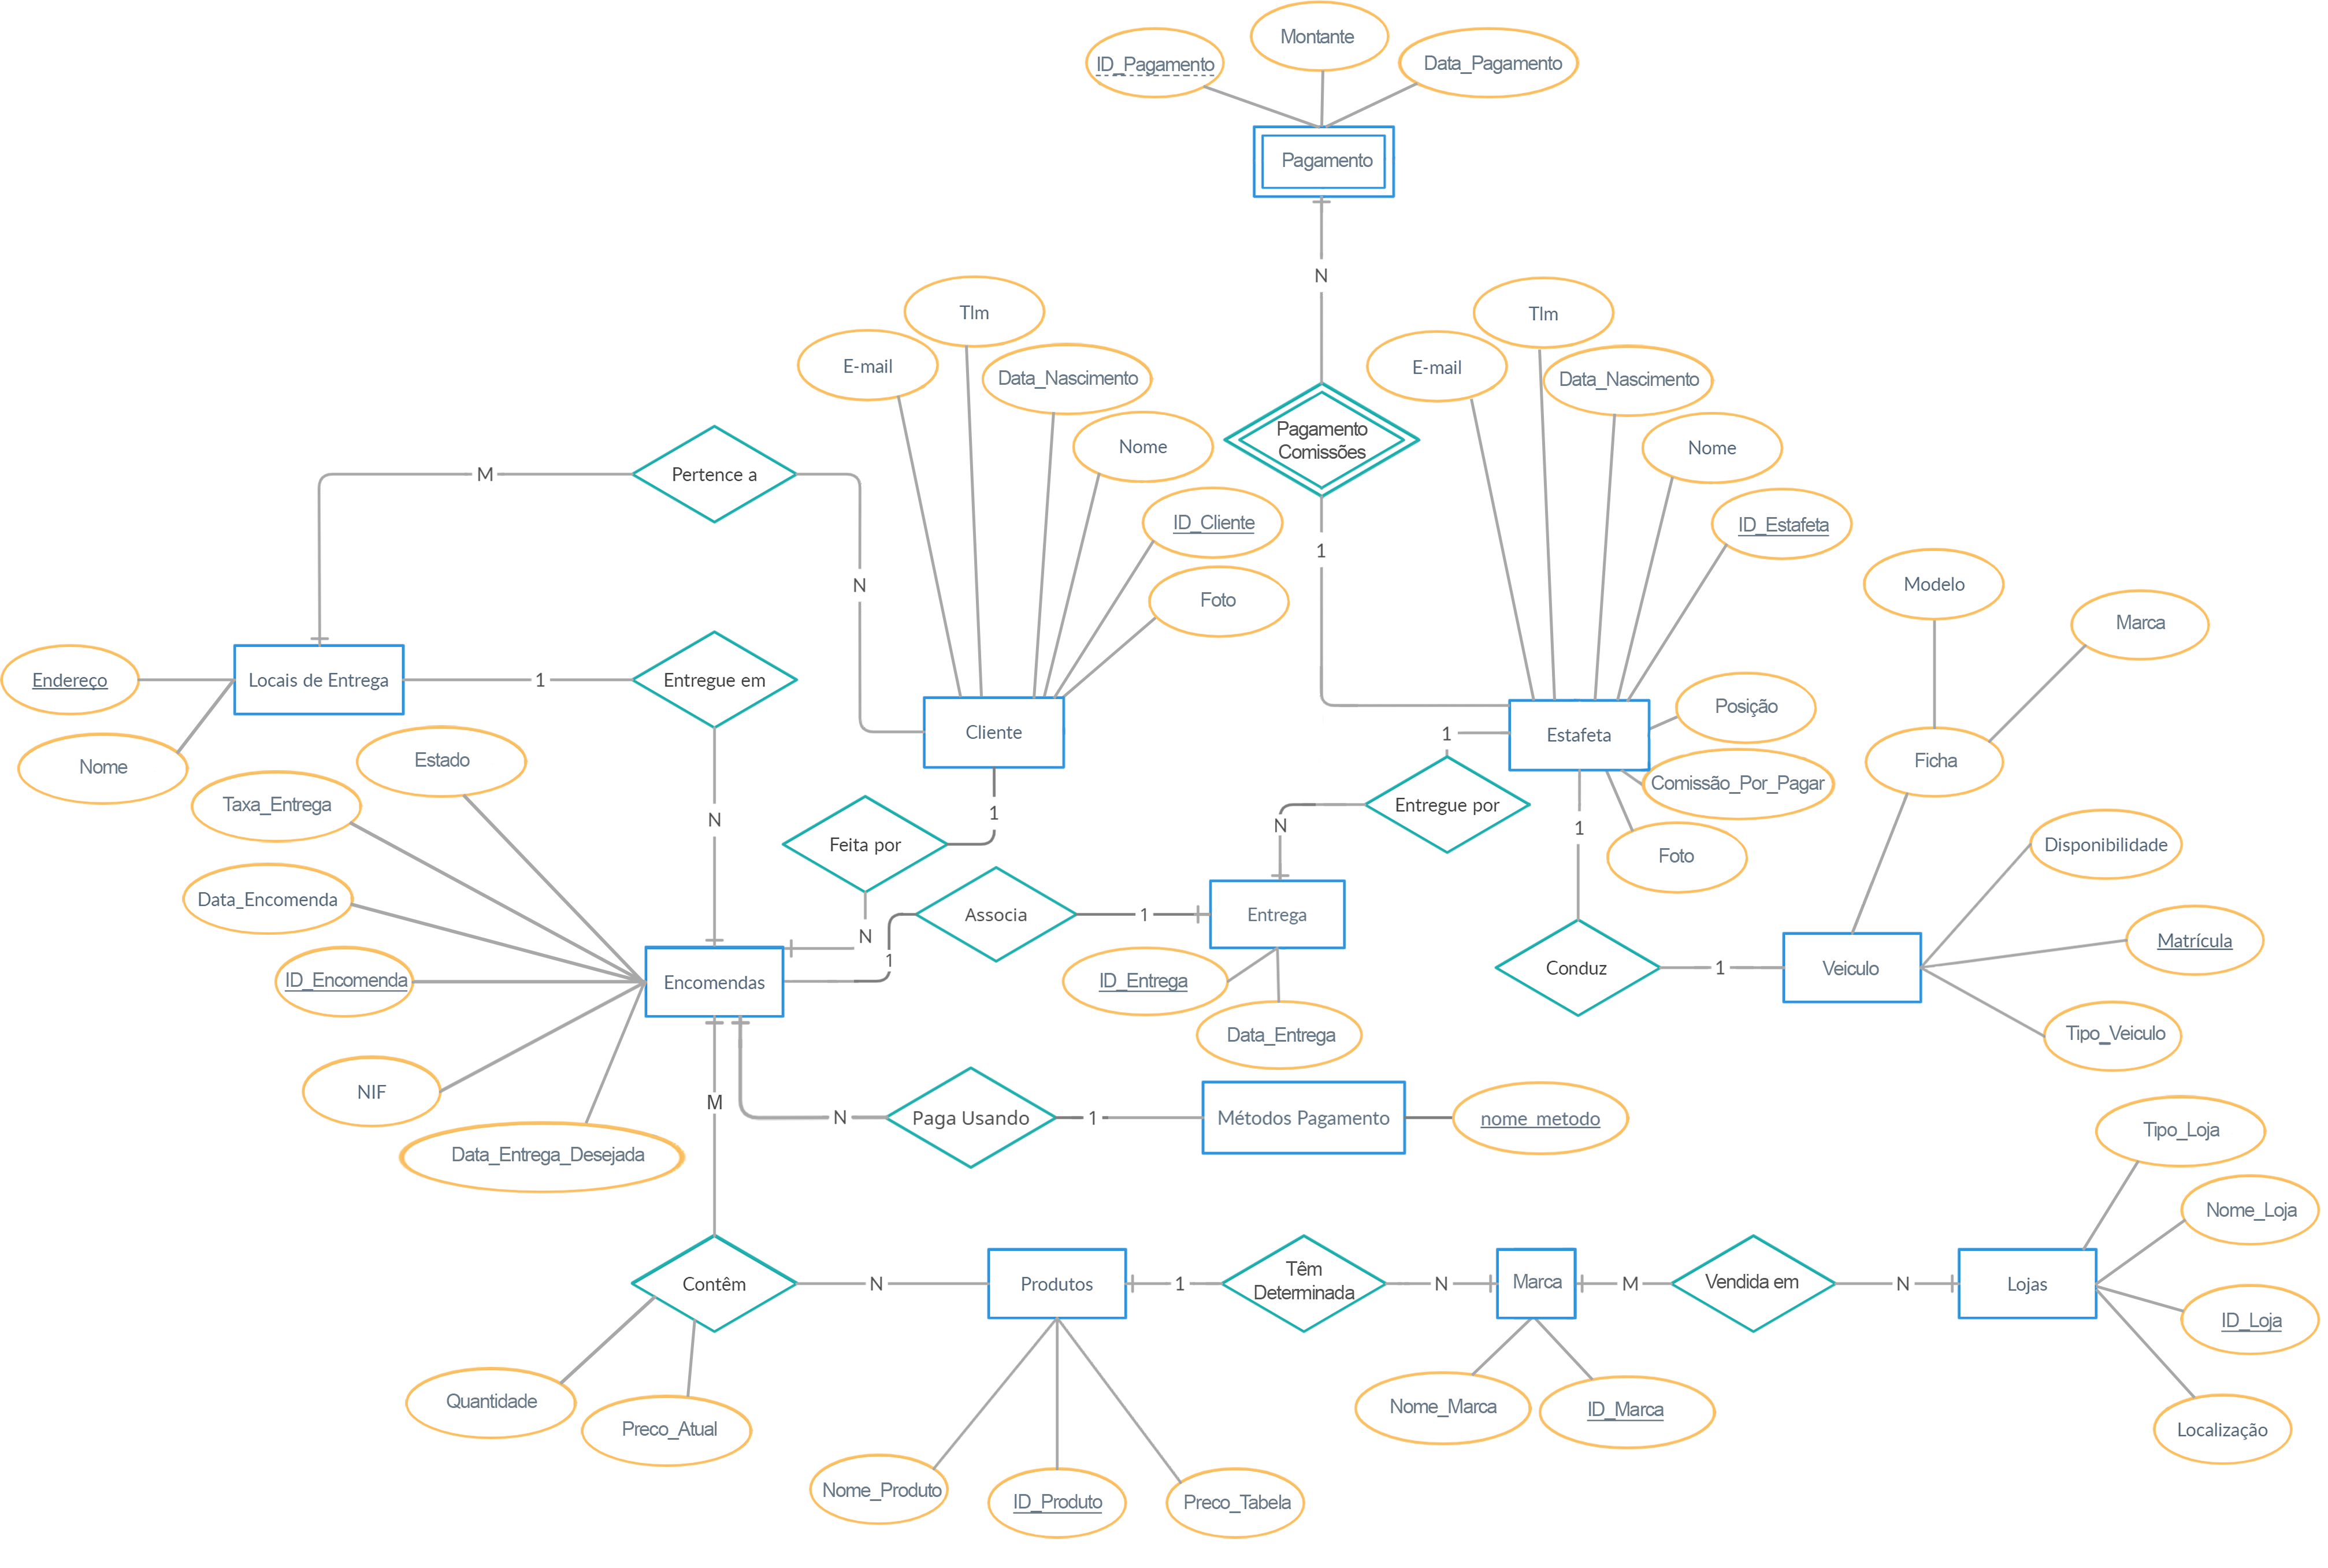 Montante
ID_Pagamento
Data_Pagamento
Pagamento
N
Tlm
Tlm
E-mail
E-mail
Data_Nascimento
Data_Nascimento
Pagamento
Comissões
Nome
Nome
M
Pertence a
ID_Cliente
ID_Estafeta
1
N
Modelo
Foto
Marca
Endereço
Locais de Entrega
1
Entregue em
Posição
Cliente
1
Estafeta
Nome
Estado
Ficha
Comissão_Por_Pagar
Taxa_Entrega
Entregue por
N
1
N
1
Feita por
Disponibilidade
Foto
Data_Encomenda
Associa
1
Entrega
N
Matrícula
1
ID_Encomenda
Encomendas
ID_Entrega
Conduz
1
Veiculo
Data_Entrega
Tipo_Veiculo
NIF
M
N
Paga Usando
1
Métodos Pagamento
nome_metodo
Tipo_Loja
Data_Entrega_Desejada
Nome_Loja
Contêm
N
Produtos
1
Têm
Determinada
N
Marca
M
Vendida em
N
Lojas
ID_Loja
Quantidade
Preco_Atual
Nome_Marca
ID_Marca
Localização
Nome_Produto
ID_Produto
Preco_Tabela